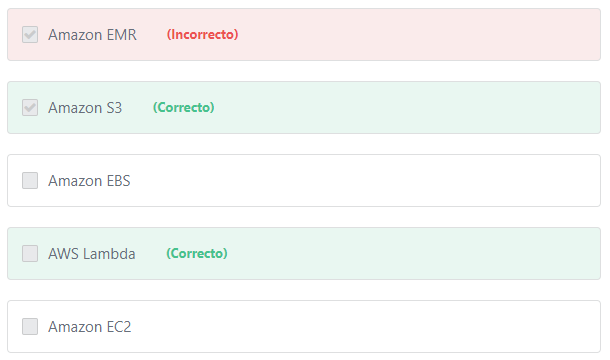 Amazon EMR (Incorrecto)
Amazon S3 (Correcto)
Amazon EBS
AWS Lambda (Correcto)
Amazon EC2